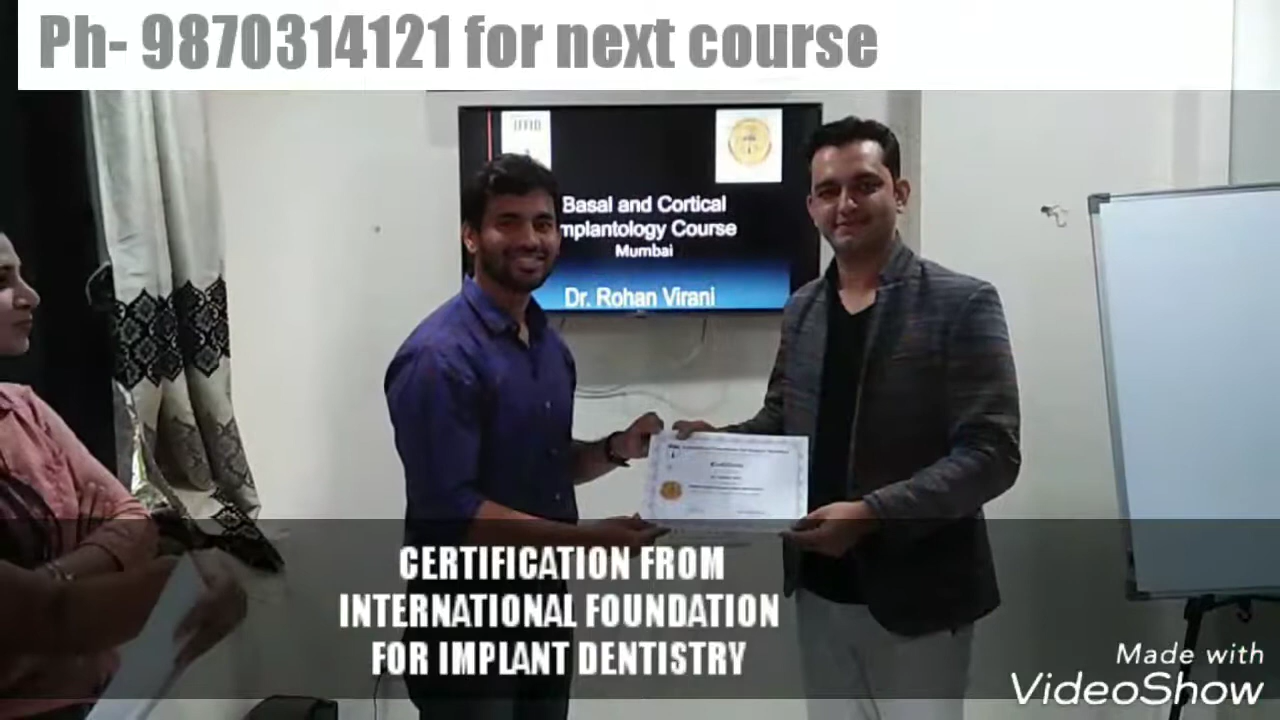 Ph- 9870314121 for next course
IFFID
Basal and Cortical
mplantology Course
Mumbai
Dr. Rohan Virani
CERTIFICATION FROM
INTERNATIONAL FOUNDATION
FOR IMPLANT DENTISTRY
Made with
VideoShow